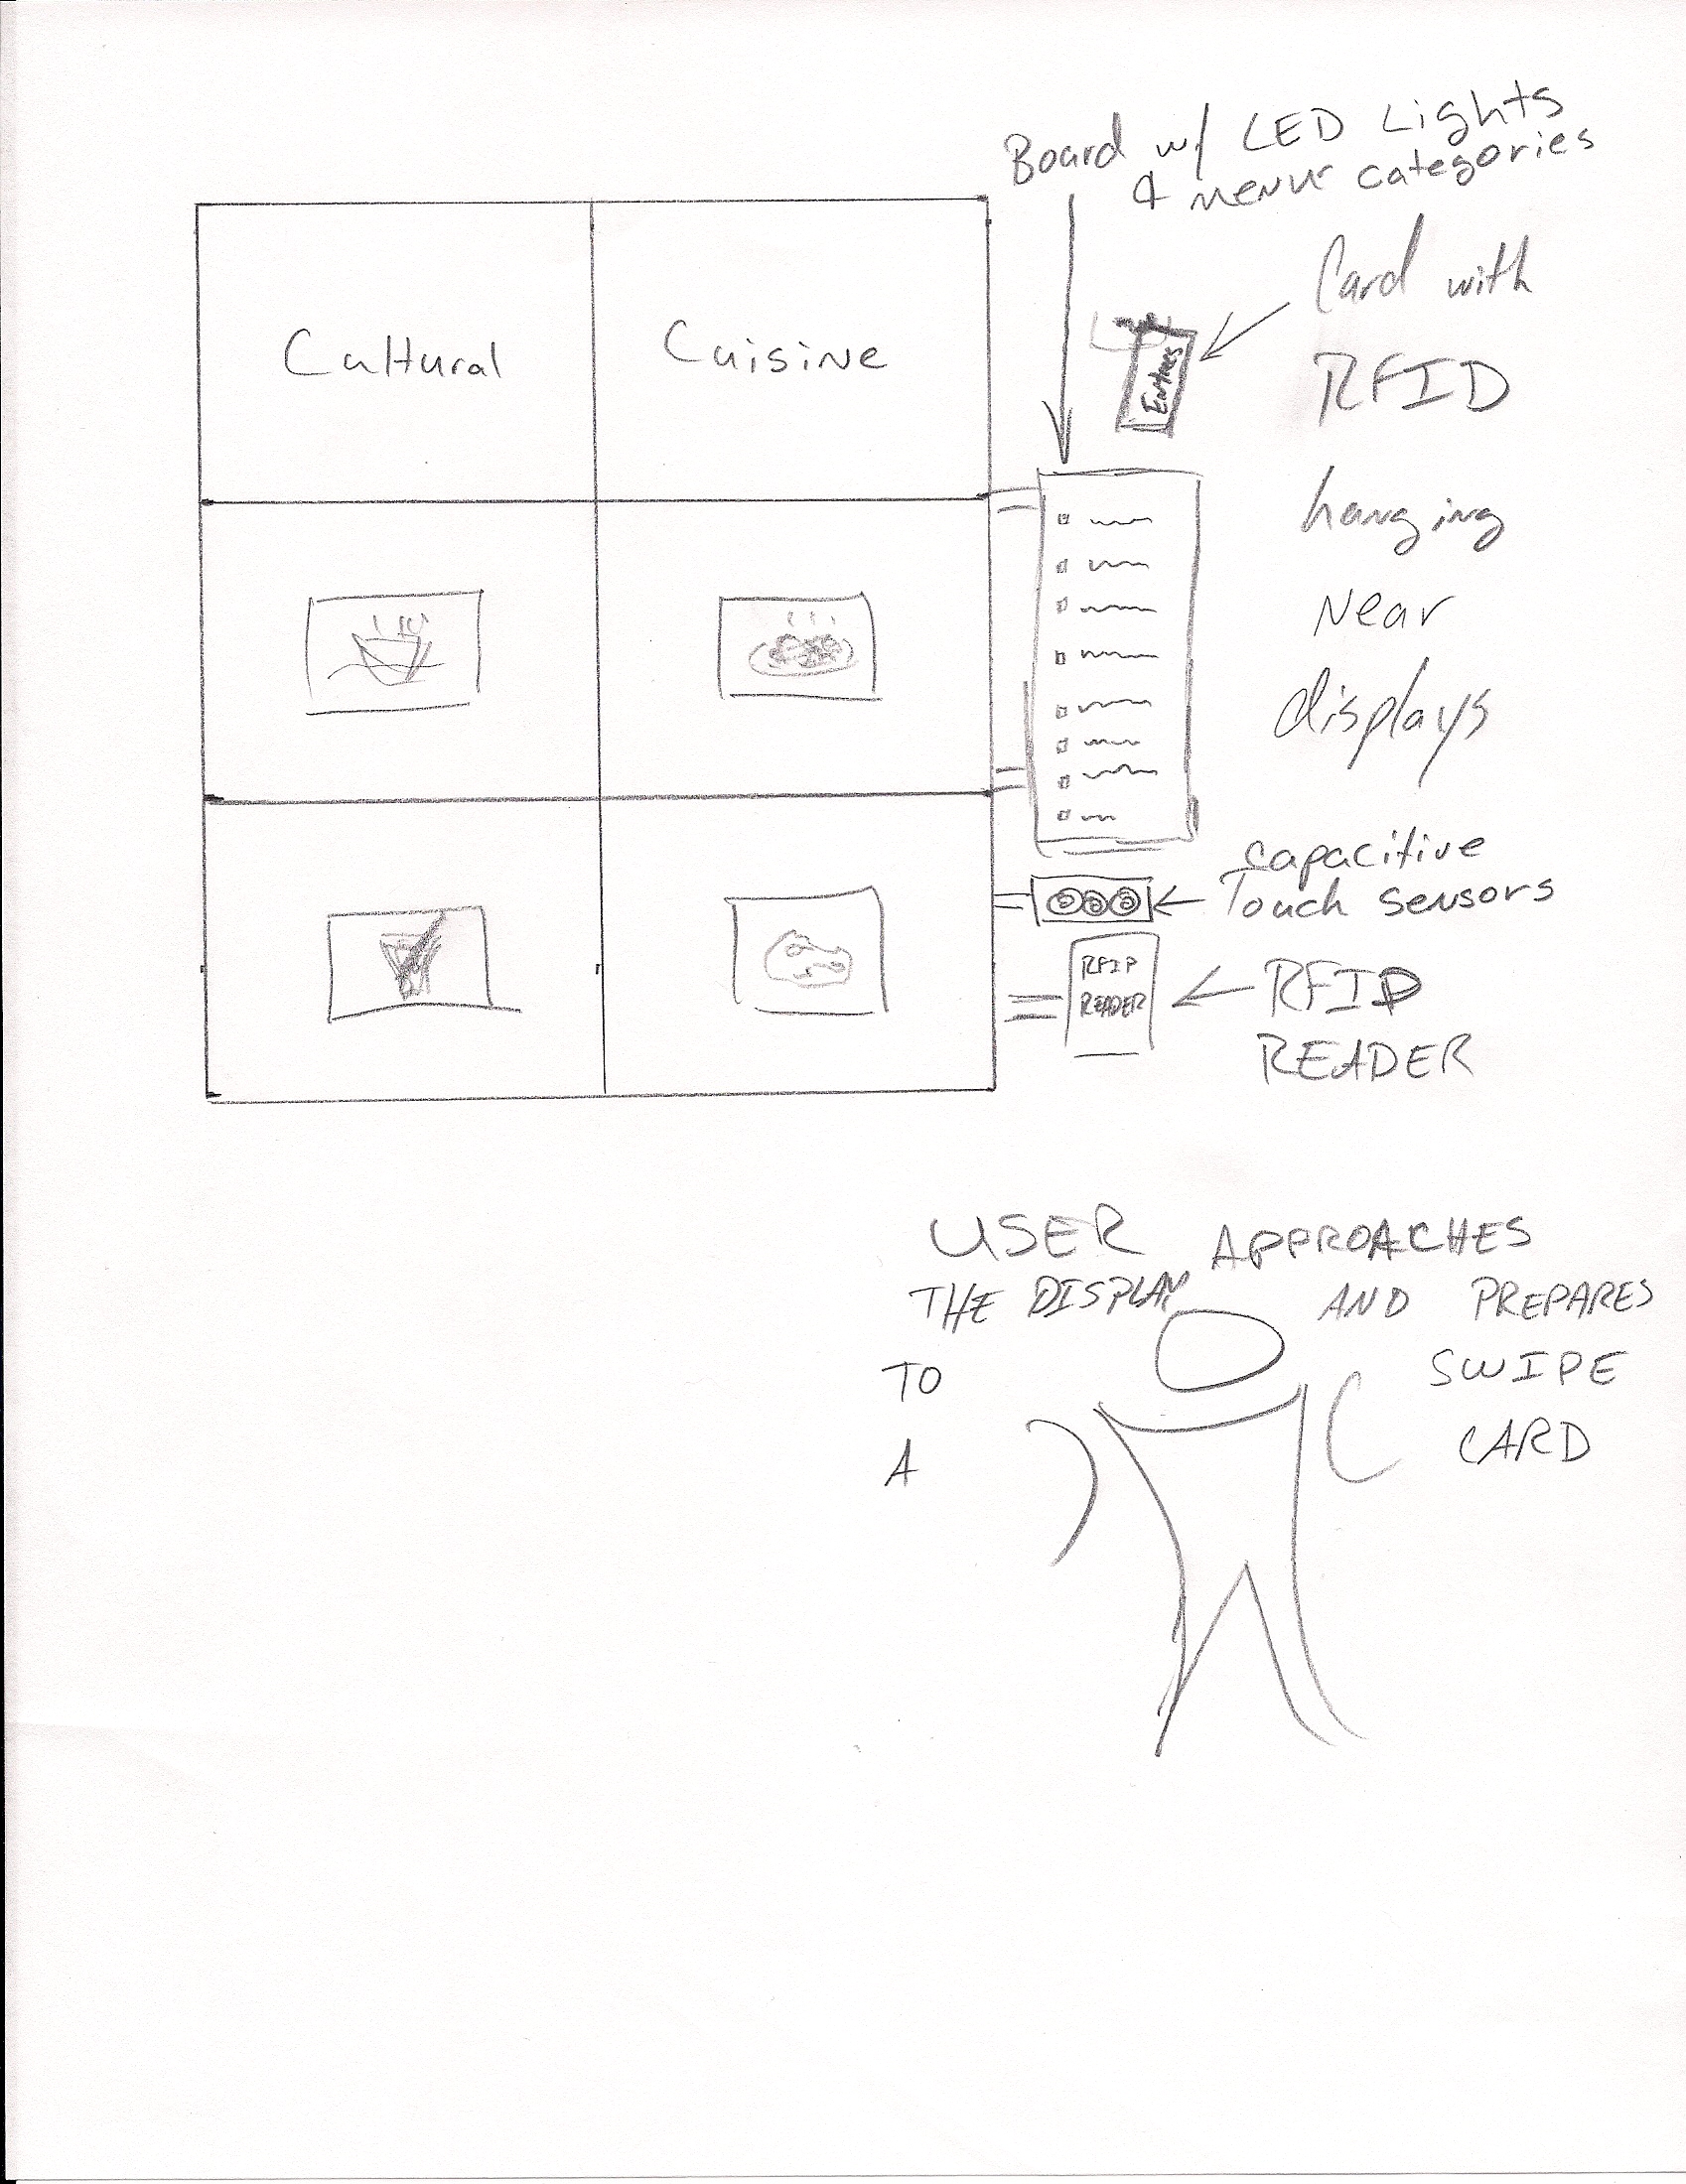 Board w/ LED Lights
& menu categories
Card with
RFID
hanging
near
displays
Cultural
Cuisine
Entrees
capacitive
Touch sensors
RFID
READER
RFID
READER
USER APPROACHES
THE DISPLAY AND PREPARES
TO SWIPE
A CARD